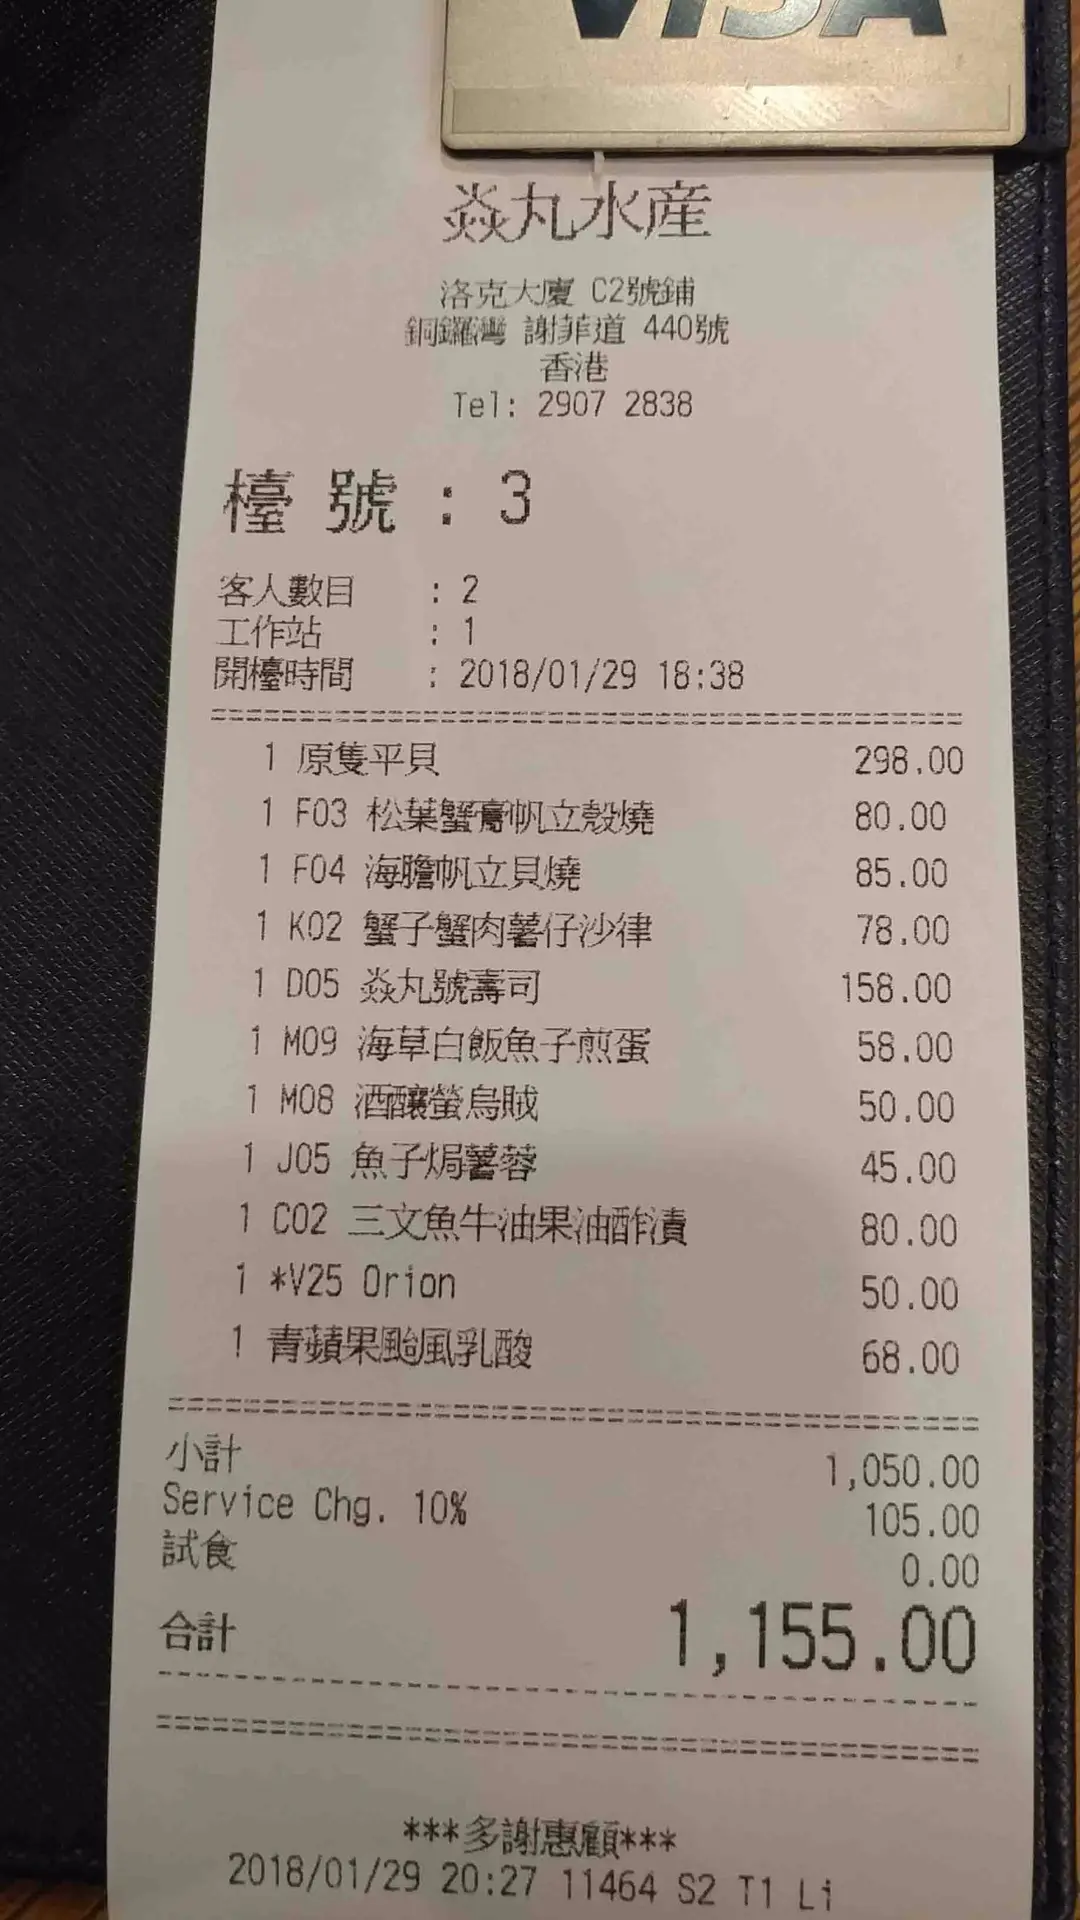 VISA
焱丸水産
洛克大廈 C2號鋪
銅鑼灣 謝菲道 440號
香港
Tel: 2907 2838
檯 號 : 3
客人數目 : 2
工作站 : 1
開檯時間 : 2018/01/29 18:38
1 原隻平貝 298.00
1 F03 松葉蟹膏帆立殼燒 80.00
1 F04 海膽帆立貝燒 85.00
1 K02 蟹子蟹肉薯仔沙律 78.00
1 D05 焱丸號壽司 158.00
1 M09 海草白飯魚子煎蛋 58.00
1 M08 酒釀螢烏賊 50.00
1 J05 魚子焗薯蓉 45.00
1 C02 三文魚牛油果油酢漬 80.00
1 *V25 Orion 50.00
1 青蘋果颱風乳酸 68.00
小計 1,050.00
Service Chg. 10% 105.00
試食 0.00
合計 1,155.00
***多謝惠顧***
2018/01/29 20:27 11464 S2 T1 Li